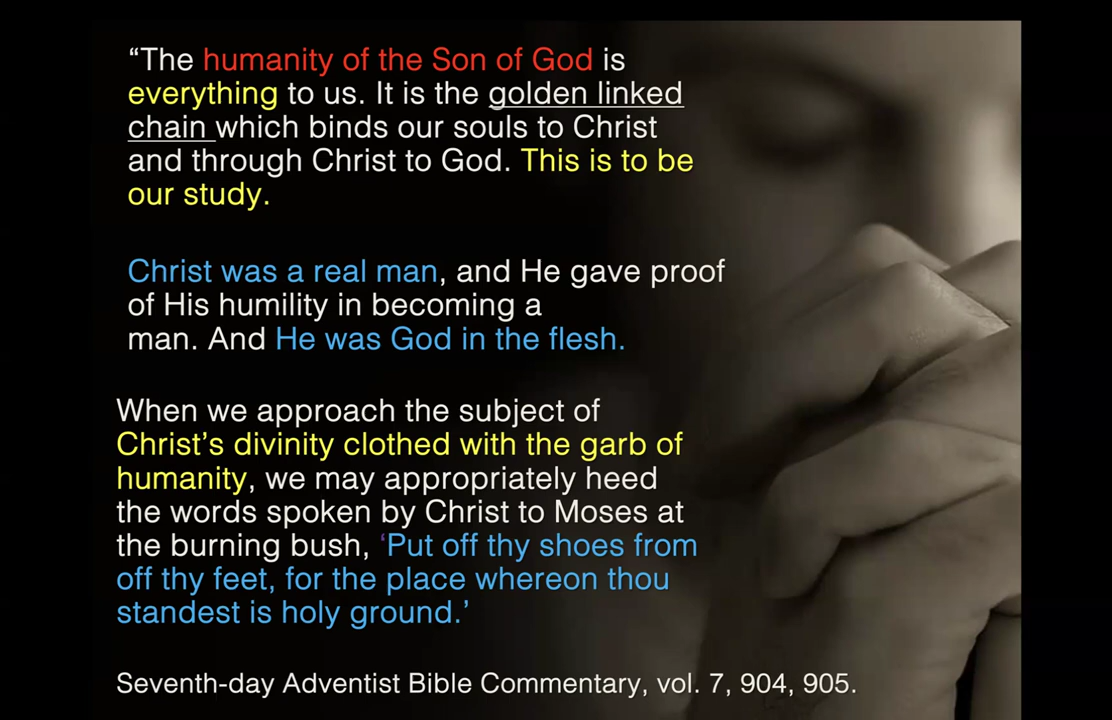 “The humanity of the Son of God is
everything to us. It is the golden linked
chain which binds our souls to Christ
and through Christ to God. This is to be
our study.
Christ was a real man, and He gave proof
of His humility in becoming a
man. And He was God in the flesh.
When we approach the subject of
Christ’s divinity clothed with the garb of
humanity, we may appropriately heed
the words spoken by Christ to Moses at
the burning bush, ‘Put off thy shoes from
off thy feet, for the place whereon thou
standest is holy ground.’
Seventh-day Adventist Bible Commentary, vol. 7, 904, 905.